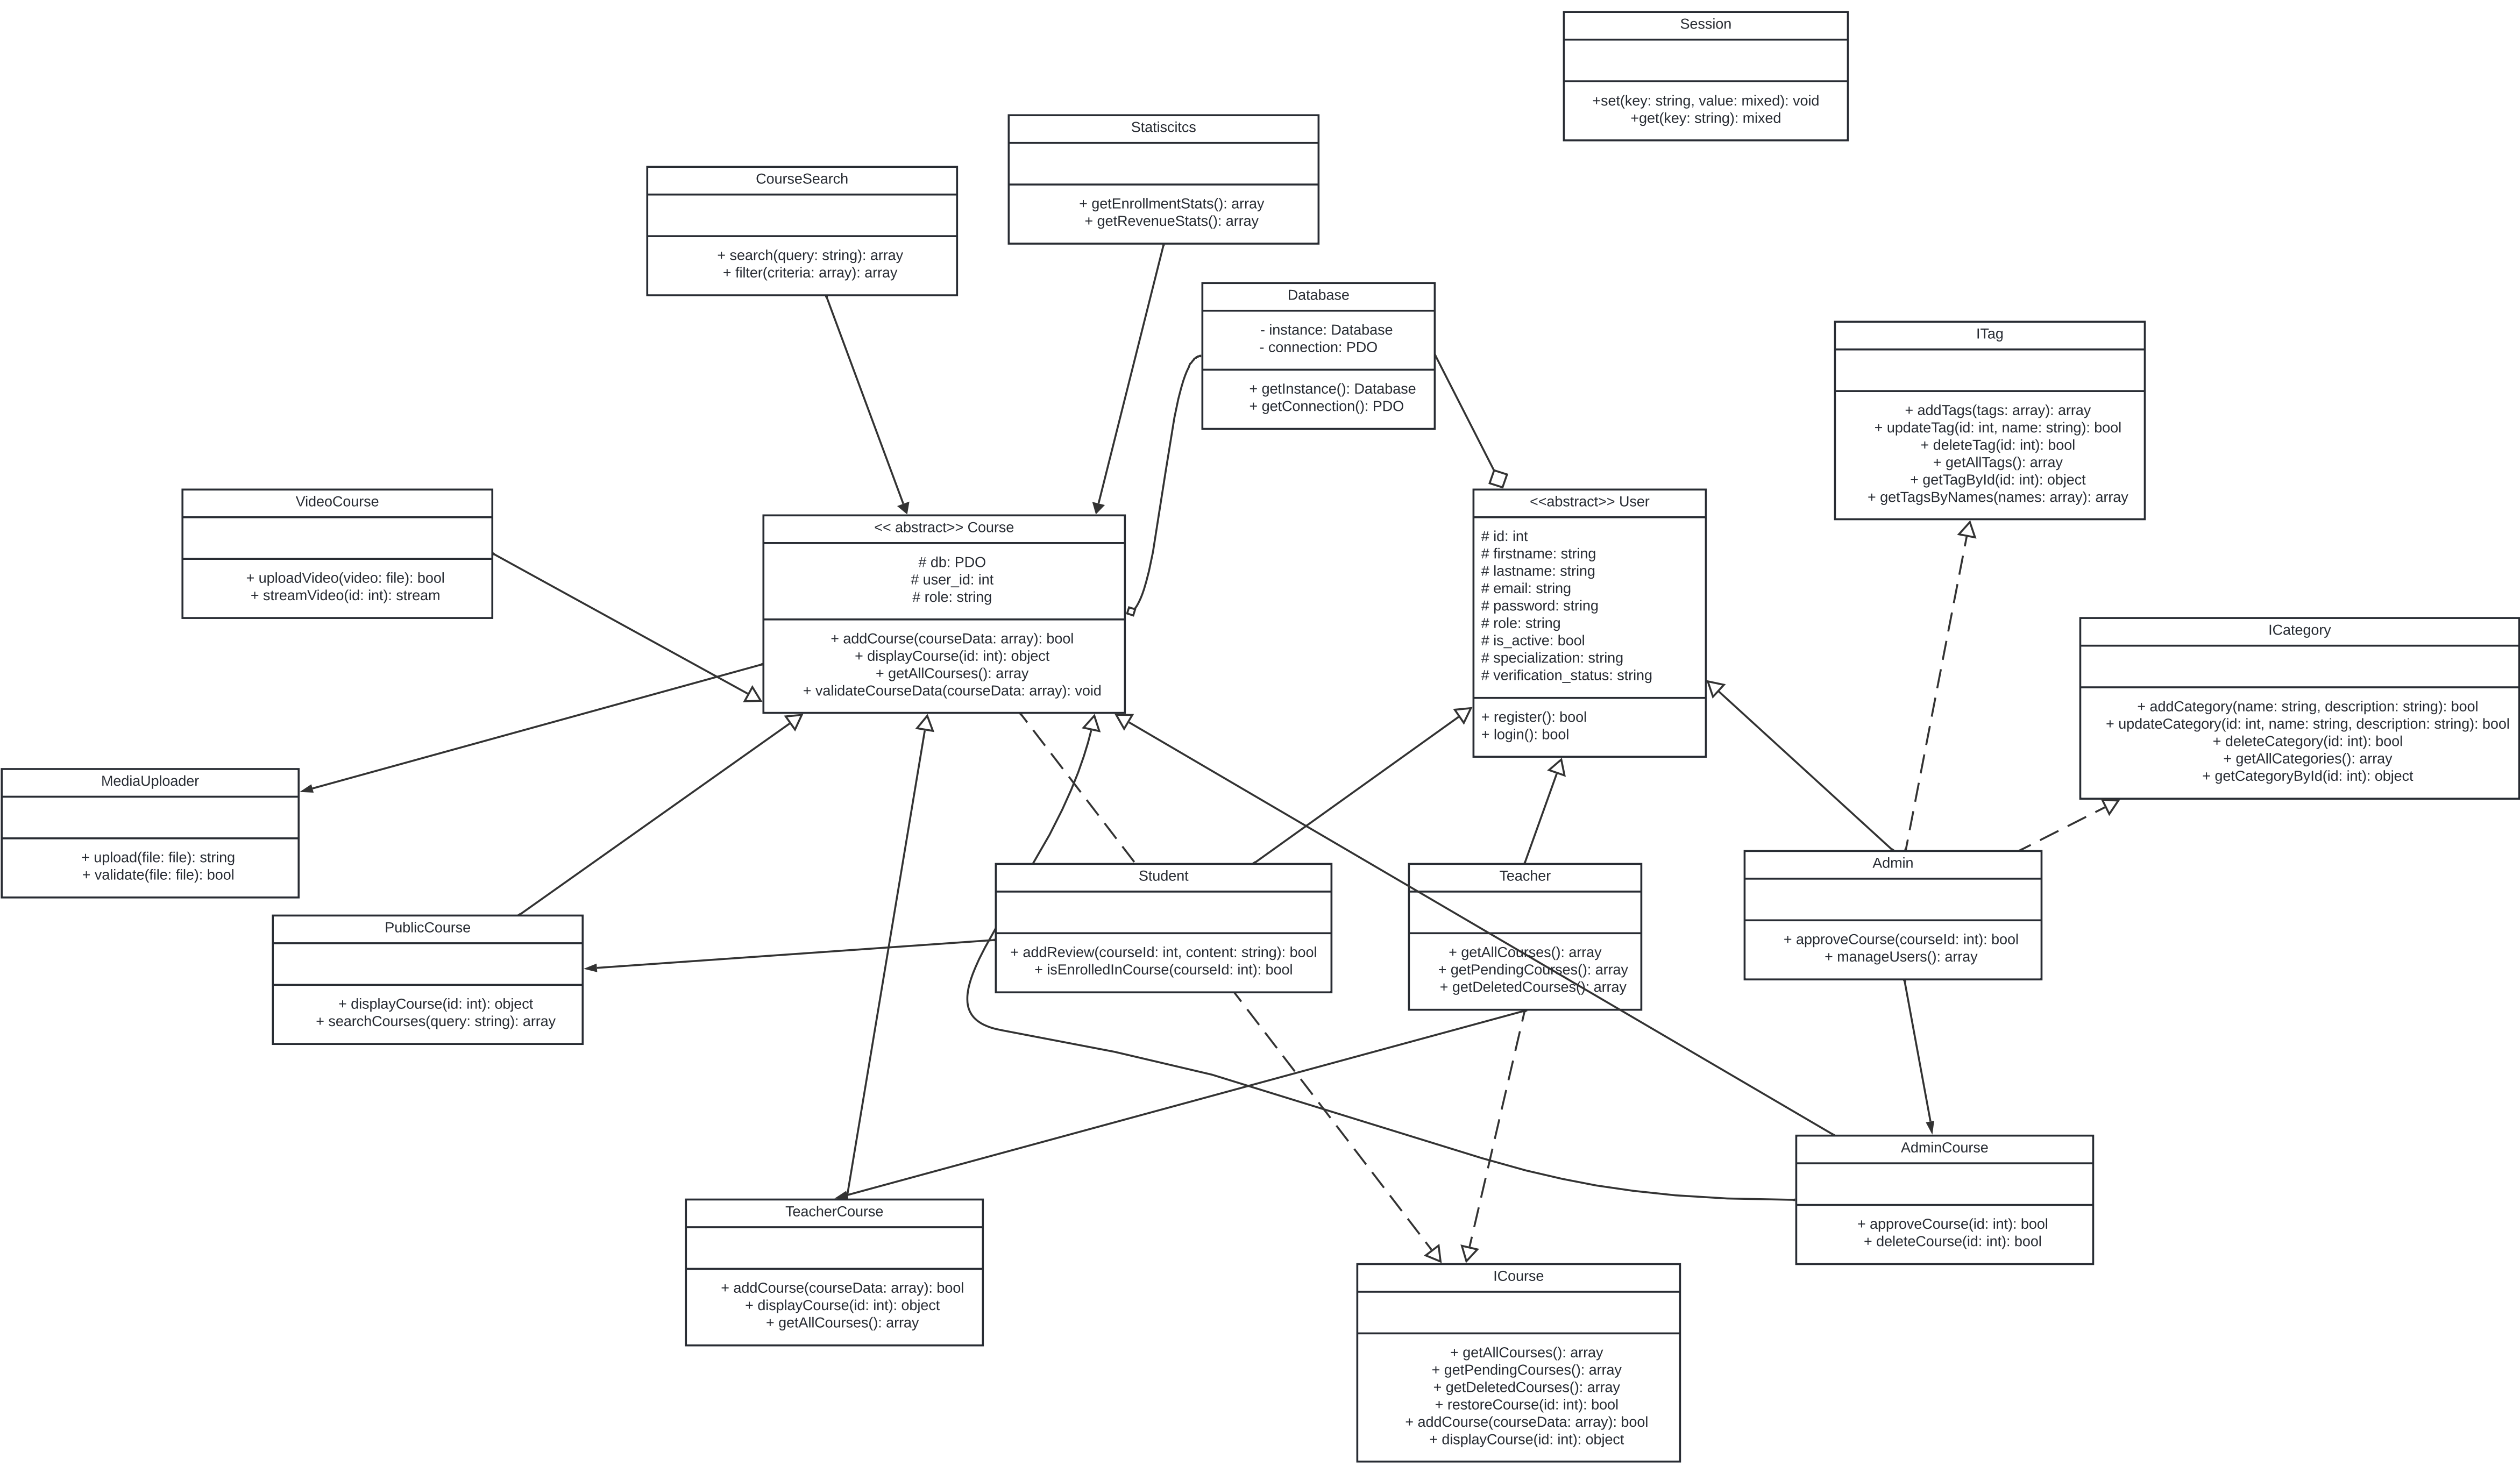 Session
+set(key: string, value: mixed): void
+get(key: string): mixed
Statiscitcs
+ getEnrollmentStats(): array
+ getRevenueStats(): array
CourseSearch
+ search(query: string): array
+ filter(criteria: array): array
Database
- instance: Database
- connection: PDO
+ getInstance(): Database
+ getConnection(): PDO
ITag
+ addTags(tags: array): array
+ updateTag(id: int, name: string): bool
+ deleteTag(id: int): bool
+ getAllTags(): array
+ getTagById(id: int): object
+ getTagsByNames(names: array): array
VideoCourse
+ uploadVideo(video: file): bool
+ streamVideo(id: int): stream
<< abstract>> Course
# db: PDO
# user_id: int
# role: string
+ addCourse(courseData: array): bool
+ displayCourse(id: int): object
+ getAllCourses(): array
+ validateCourseData(courseData: array): void
<<abstract>> User
# id: int
# firstname: string
# lastname: string
# email: string
# password: string
# role: string
# is_active: bool
# specialization: string
# verification_status: string
+ register(): bool
+ login(): bool
ICategory
+ addCategory(name: string, description: string): bool
+ updateCategory(id: int, name: string, description: string): bool
+ deleteCategory(id: int): bool
+ getAllCategories(): array
+ getCategoryById(id: int): object
MediaUploader
+ upload(file: file): string
+ validate(file: file): bool
PublicCourse
+ displayCourse(id: int): object
+ searchCourses(query: string): array
Student
+ addReview(courseId: int, content: string): bool
+ isEnrolledInCourse(courseId: int): bool
Teacher
+ getAllCourses(): array
+ getPendingCourses(): array
+ getDeletedCourses(): array
Admin
+ approveCourse(courseId: int): bool
+ manageUsers(): array
AdminCourse
+ approveCourse(id: int): bool
+ deleteCourse(id: int): bool
TeacherCourse
+ addCourse(courseData: array): bool
+ displayCourse(id: int): object
+ getAllCourses(): array
ICourse
+ getAllCourses(): array
+ getPendingCourses(): array
+ getDeletedCourses(): array
+ restoreCourse(id: int): bool
+ addCourse(courseData: array): bool
+ displayCourse(id: int): object